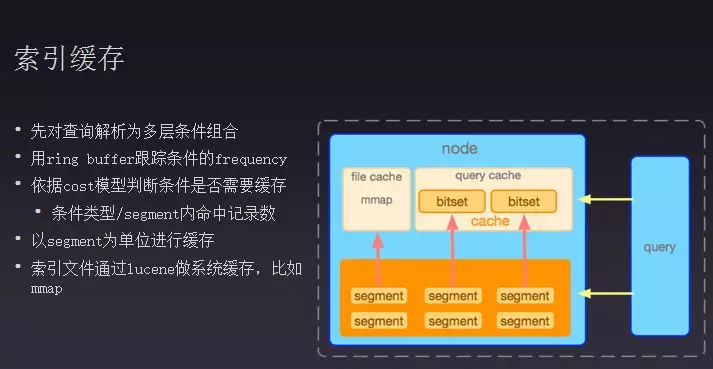 索引缓存
先对查询解析为多层条件组合
用ring buffer跟踪条件的frequency
依据cost模型判断条件是否需要缓存
条件类型/segment内命中记录数
以segment为单位进行缓存
索引文件通过lucene做系统缓存，比如
mmap
node
file cache
mmap
query cache
bitset
bitset
cache
segment
segment
segment
segment
segment
segment
query